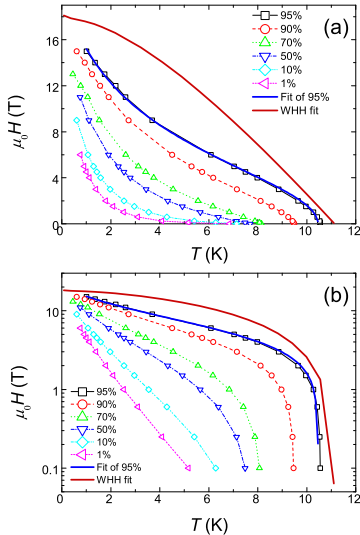 (a)
95%
90%
70%
50%
10%
1%
Fit of 95%
WHH fit
16
12
8
4
0
μ₀H (T)
0 2 4 6 8 10 12
T (K)
(b)
10
1
0.1
μ₀H (T)
95%
90%
70%
50%
10%
1%
Fit of 95%
WHH fit
0 2 4 6 8 10 12
T (K)